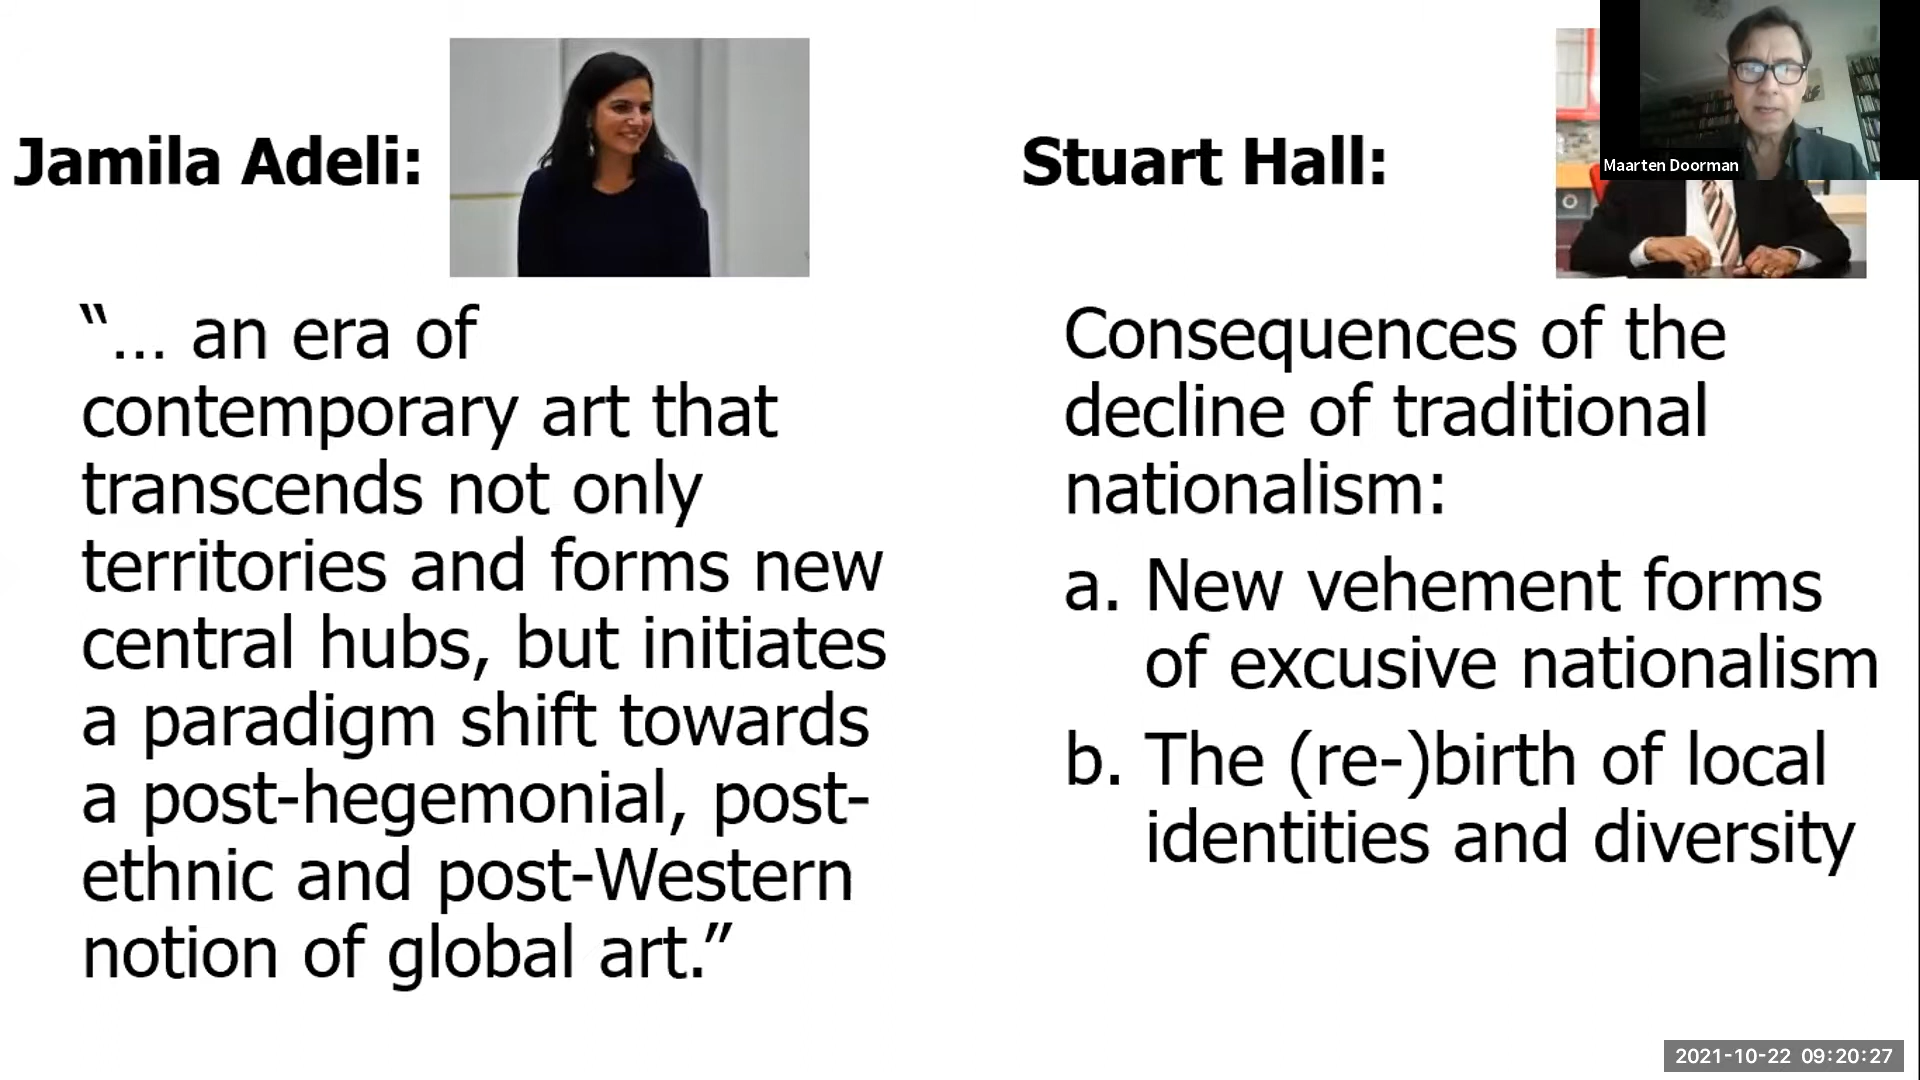 Jamila Adeli:
“... an era of
contemporary art that
transcends not only
territories and forms new
central hubs, but initiates
a paradigm shift towards
a post-hegemonial, post-
ethnic and post-Western
notion of global art.”
Stuart Hall:
Consequences of the
decline of traditional
nationalism:
a. New vehement forms
of excusive nationalism
b. The (re-)birth of local
identities and diversity
Maarten Doorman
2021-10-22 09:20:27